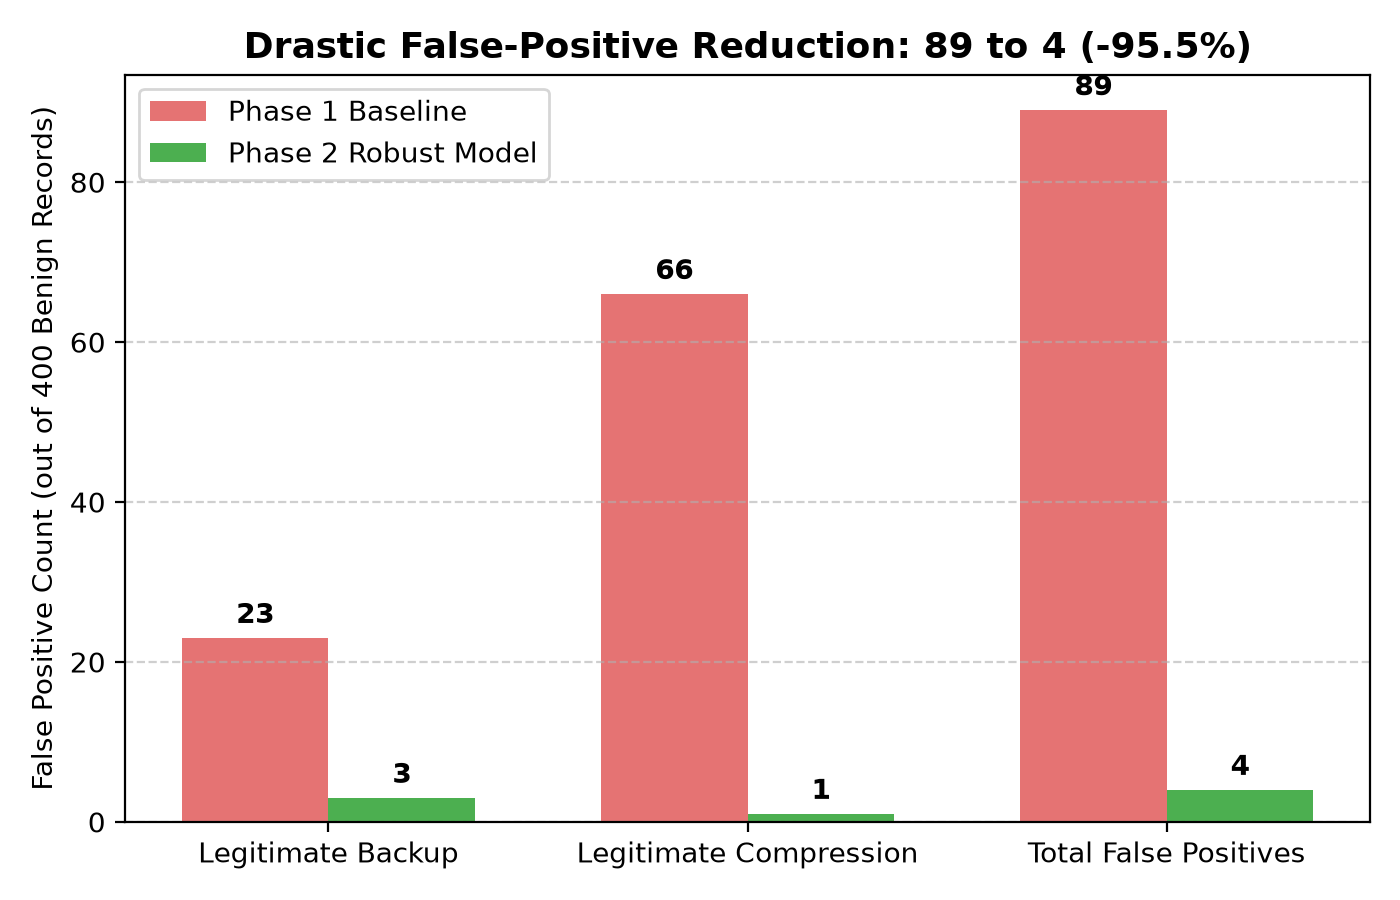 Drastic False-Positive Reduction: 89 to 4 (-95.5%)
Phase 1 Baseline
Phase 2 Robust Model
False Positive Count (out of 400 Benign Records)
80
60
40
20
0
23
3
66
1
89
4
Legitimate Backup
Legitimate Compression
Total False Positives